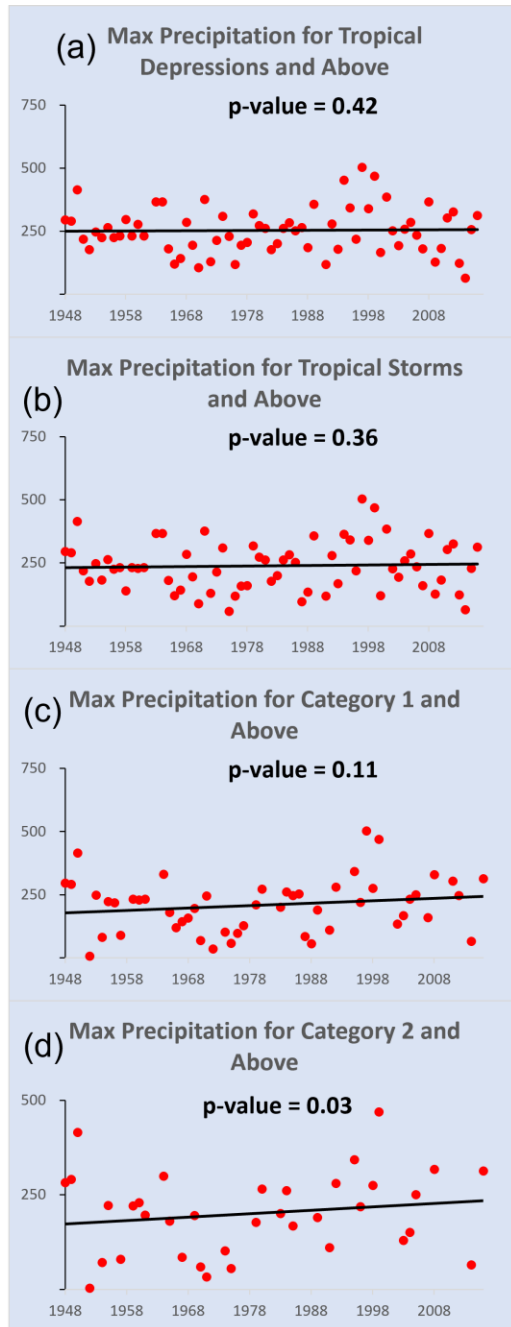 (a) Max Precipitation for Tropical
Depressions and Above
p-value = 0.42
750
500
250
1948 1958 1968 1978 1988 1998 2008
Max Precipitation for Tropical Storms
(b) and Above
p-value = 0.36
750
500
250
1948 1958 1968 1978 1988 1998 2008
(c) Max Precipitation for Category 1 and
Above
p-value = 0.11
750
500
250
1948 1958 1968 1978 1988 1998 2008
(d) Max Precipitation for Category 2 and
Above
p-value = 0.03
500
250
1948 1958 1968 1978 1988 1998 2008